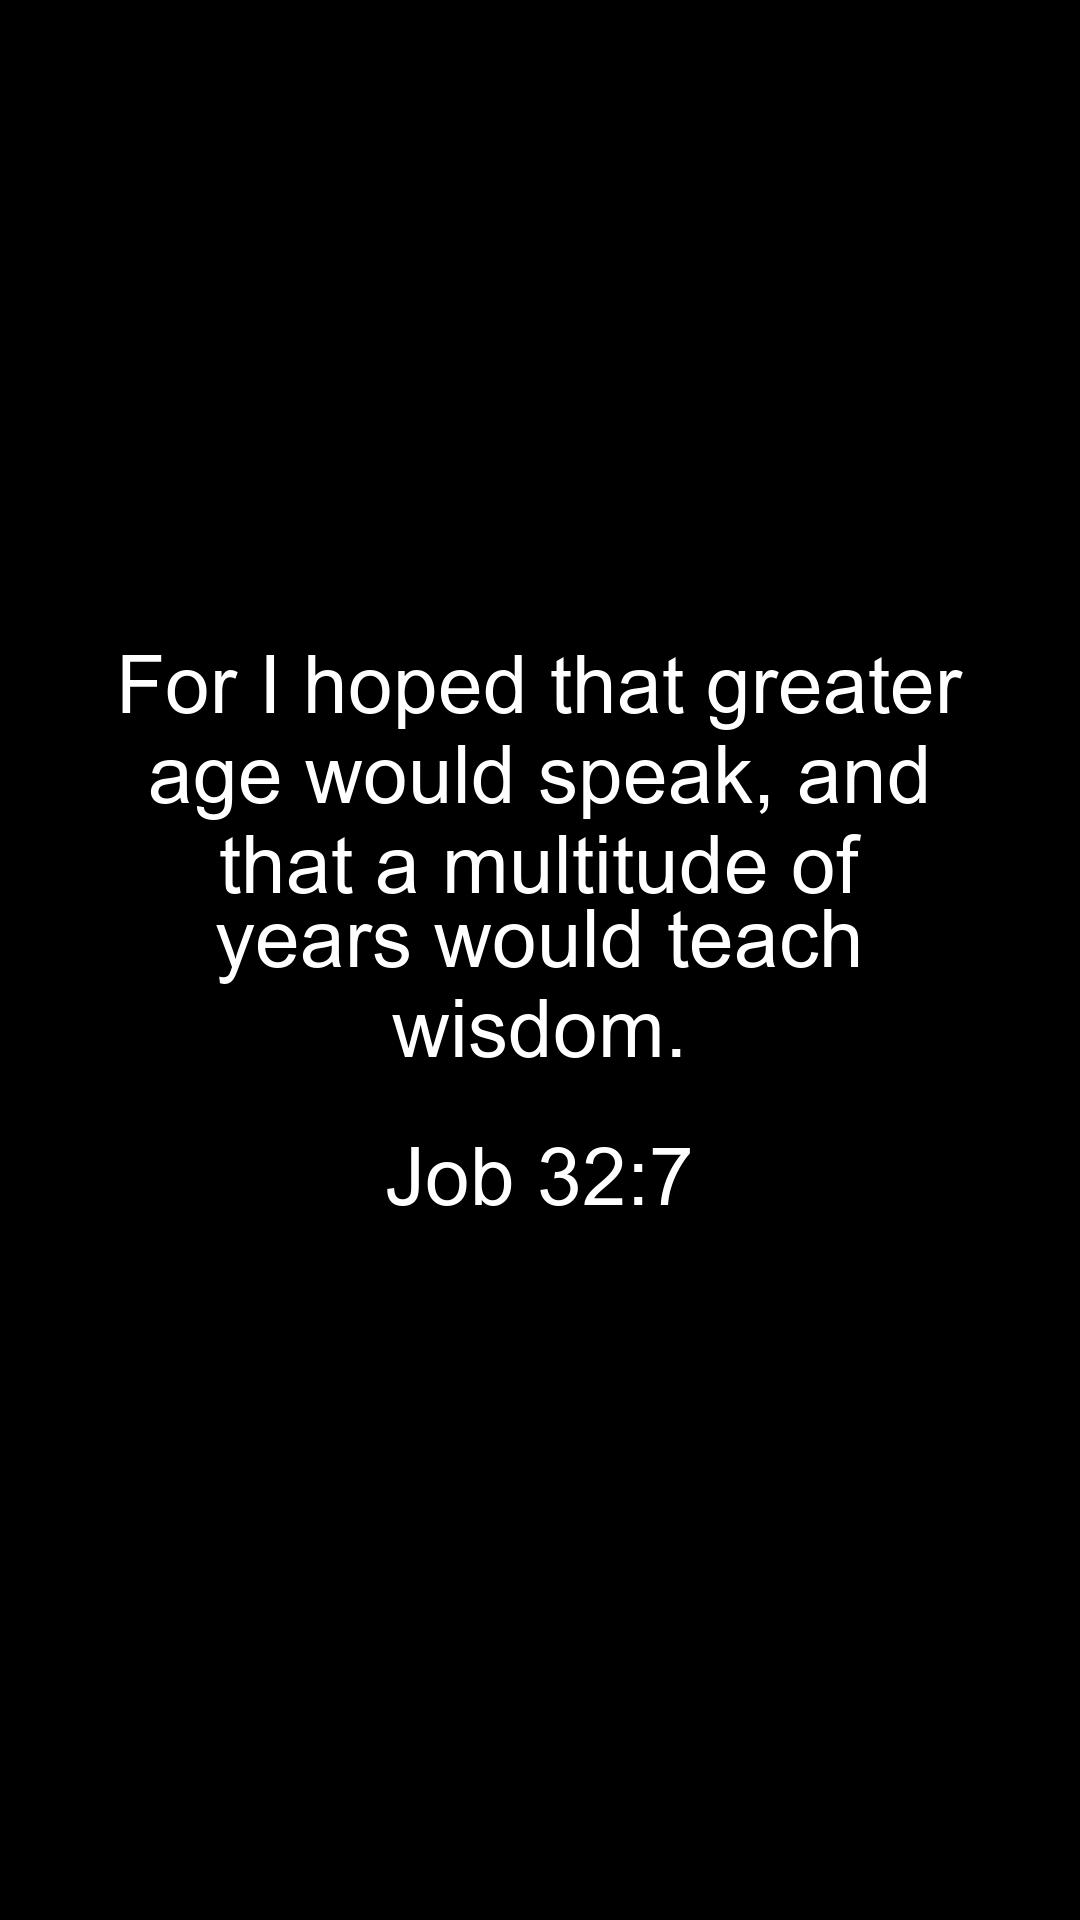 For I hoped that greater
age would speak, and
that a multitude of
years would teach
wisdom.
Job 32:7